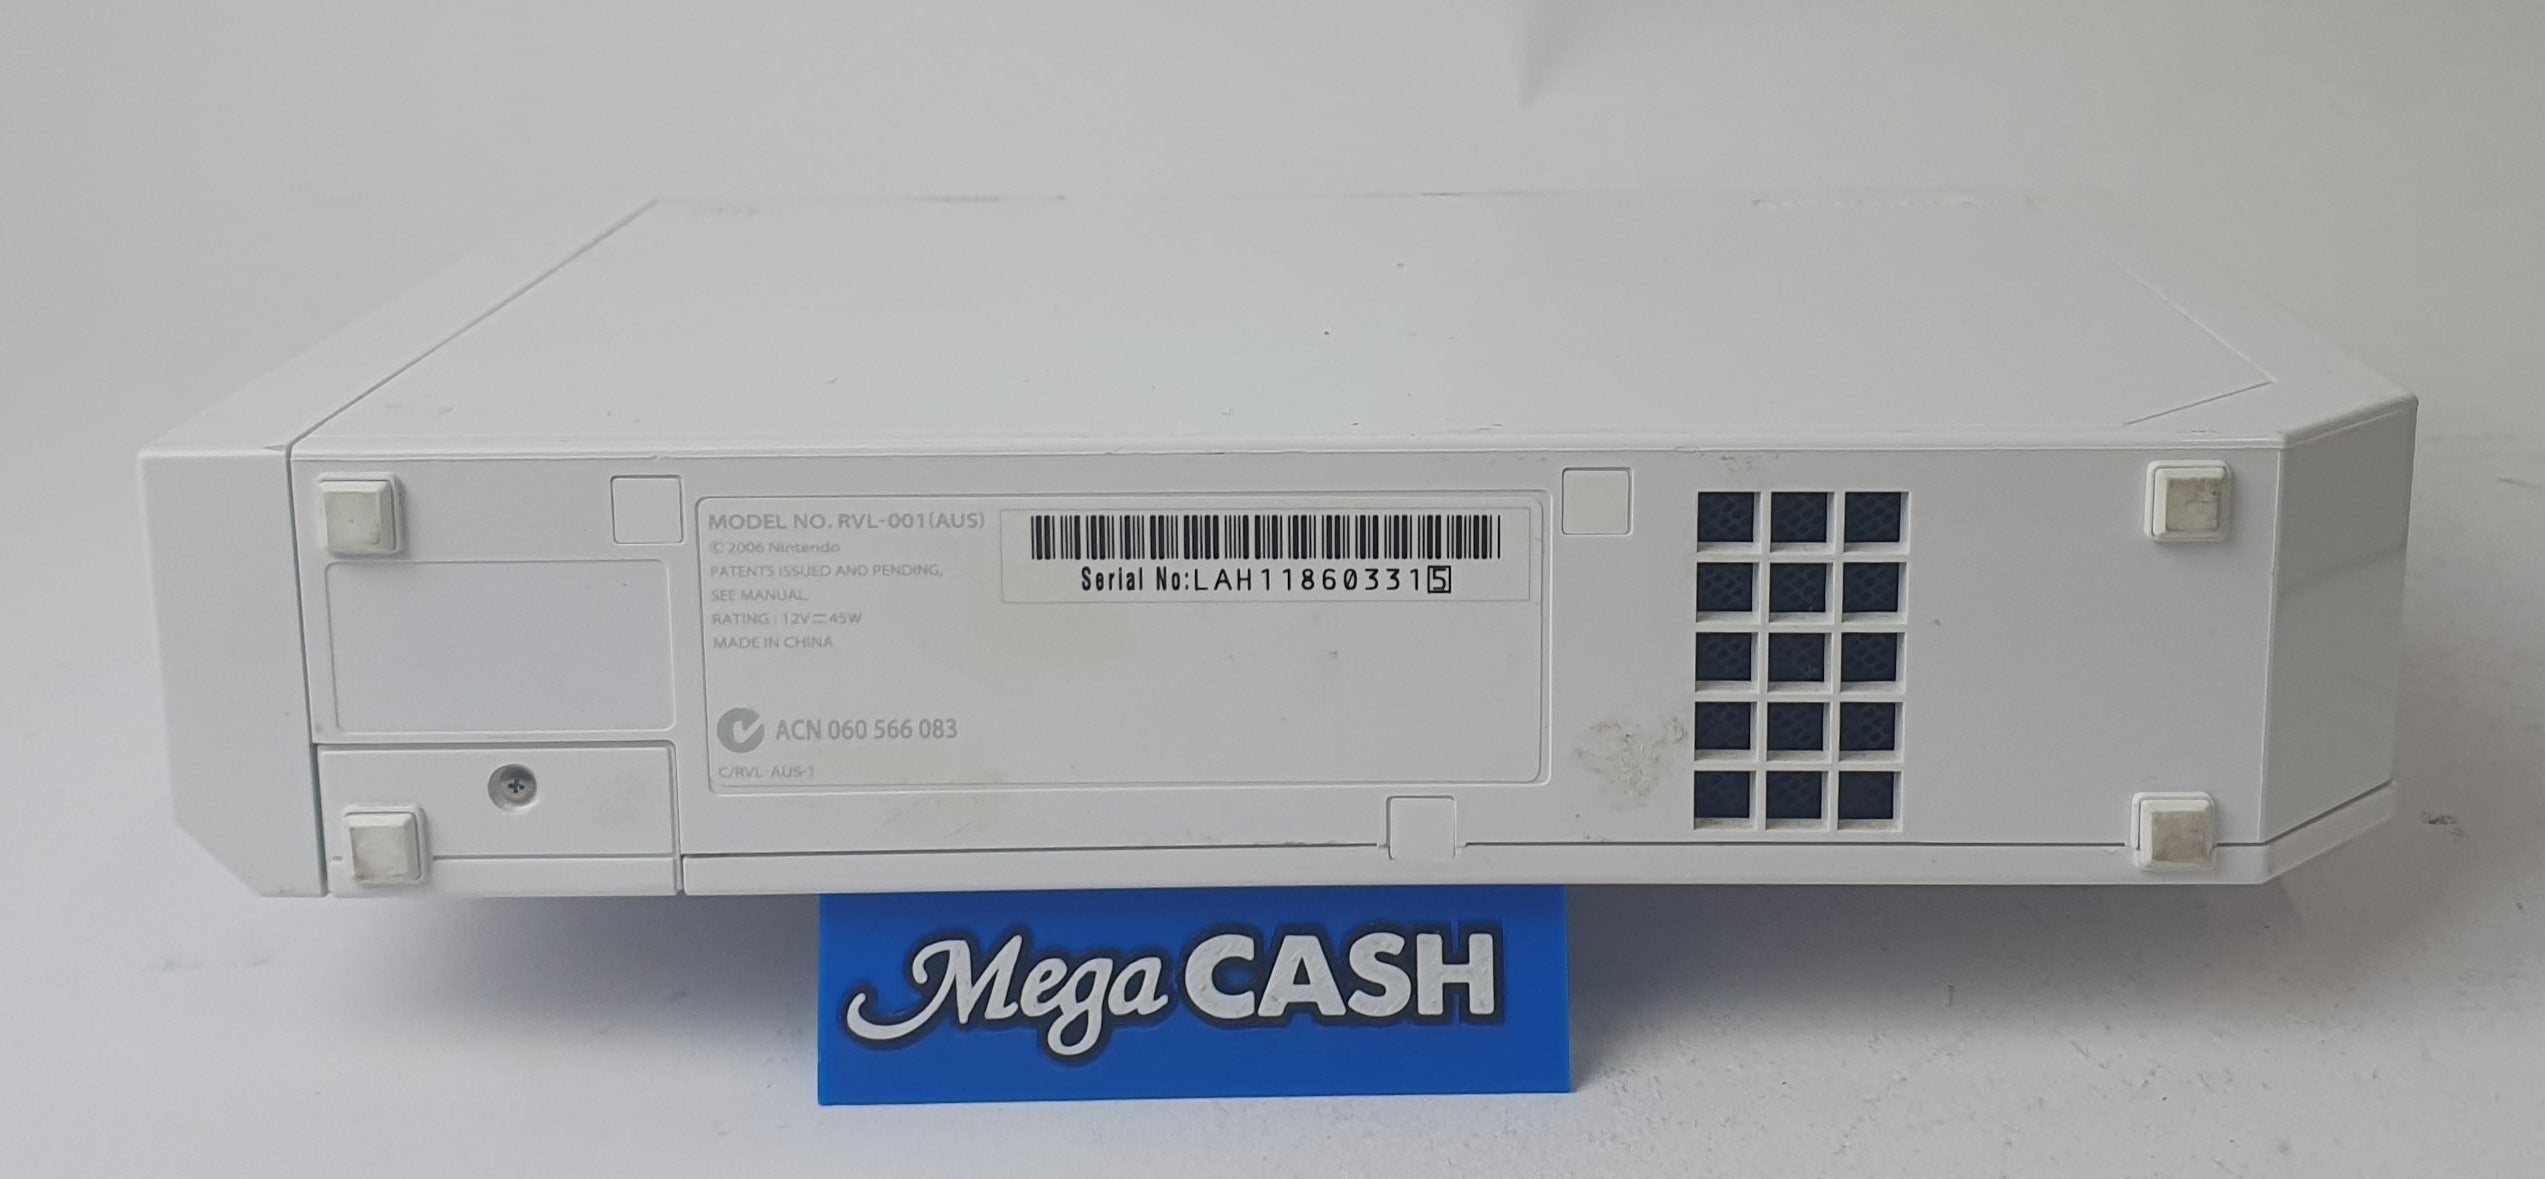 MODEL NO. RVL-001(AUS)
© 2006 Nintendo
PATENTS ISSUED AND PENDING,
SEE MANUAL
RATING : 12V⎓45W
MADE IN CHINA
Serial No:LAH118603315
ACN 060 566 083
C/RVL-AUS-1
Mega CASH